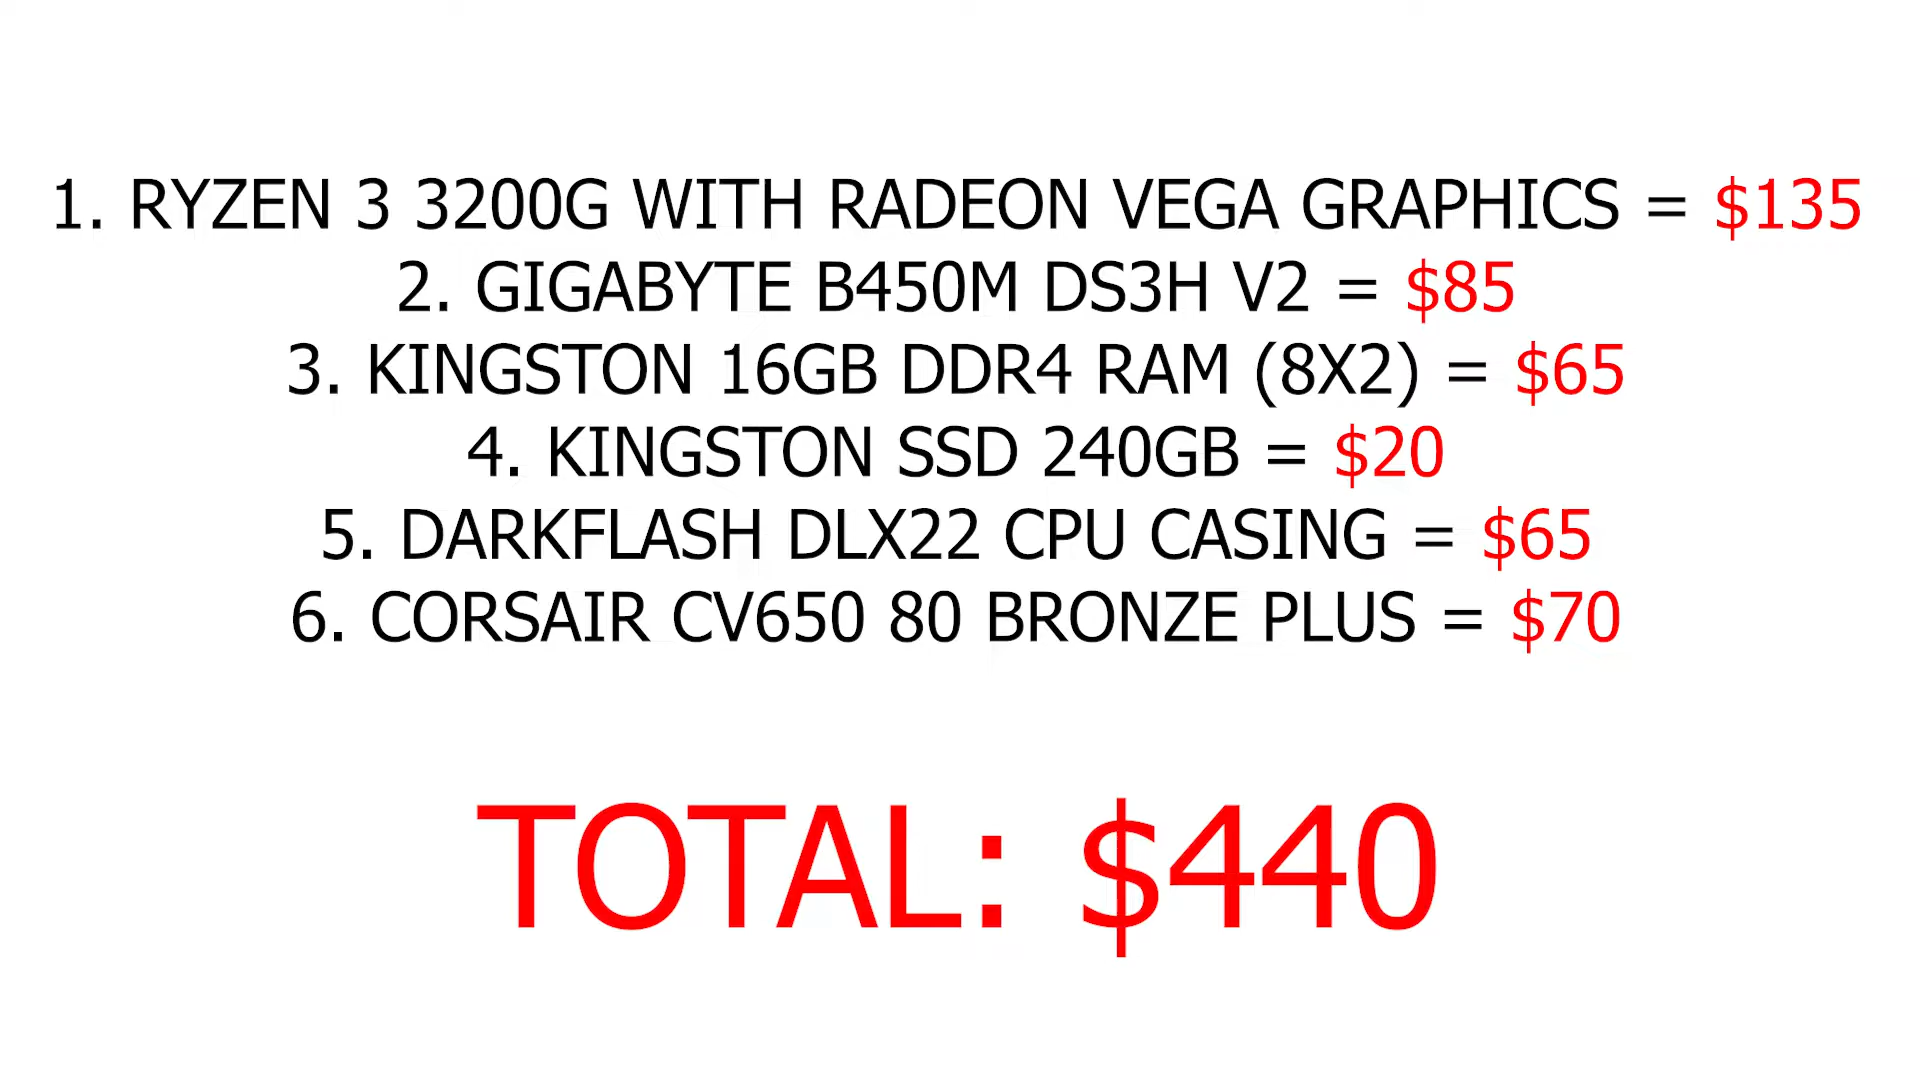 1. RYZEN 3 3200G WITH RADEON VEGA GRAPHICS = $135
2. GIGABYTE B450M DS3H V2 = $85
3. KINGSTON 16GB DDR4 RAM (8X2) = $65
4. KINGSTON SSD 240GB = $20
5. DARKFLASH DLX22 CPU CASING = $65
6. CORSAIR CV650 80 BRONZE PLUS = $70
TOTAL: $440